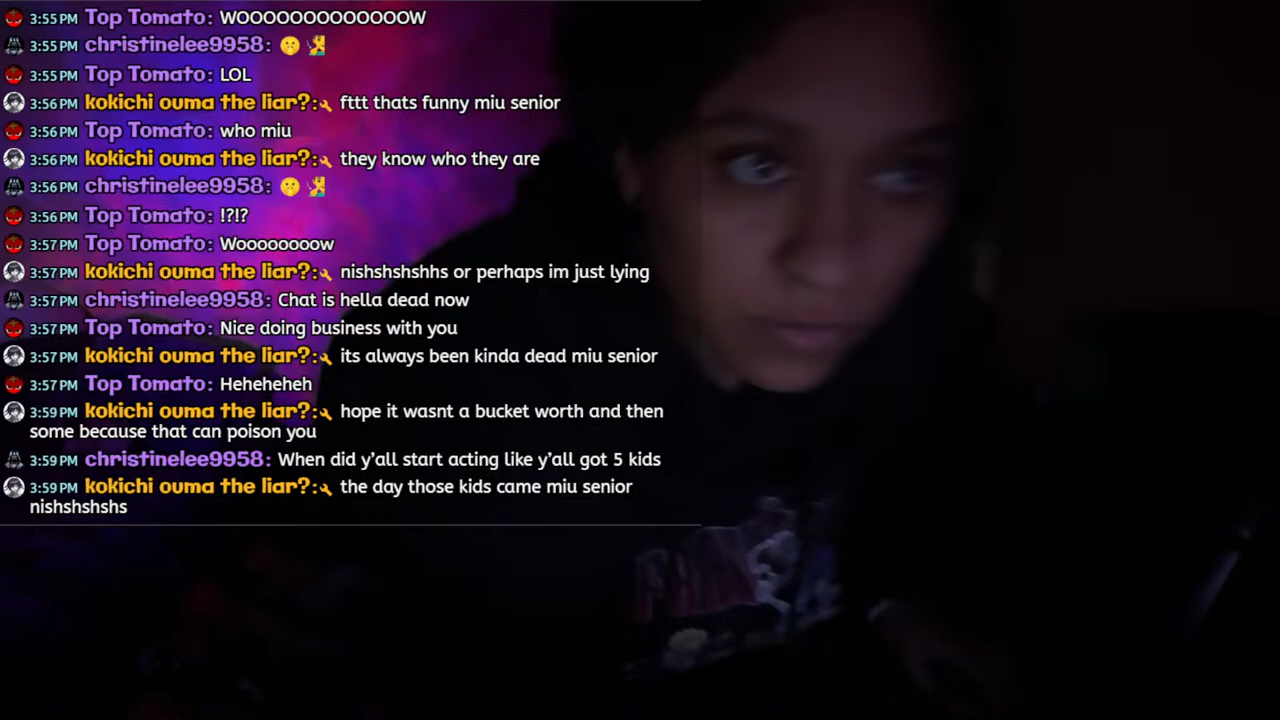 3:55 PM Top Tomato: WOOOOOOOOOOOOOW
3:55 PM christinelee9958:
3:55 PM Top Tomato: LOL
3:56 PM kokichi ouma the liar?: fttt thats funny miu senior
3:56 PM Top Tomato: who miu
3:56 PM kokichi ouma the liar?: they know who they are
3:56 PM christinelee9958:
3:56 PM Top Tomato: !?!?
3:57 PM Top Tomato: Woooooooow
3:57 PM kokichi ouma the liar?: nishshshshhs or perhaps im just lying
3:57 PM christinelee9958: Chat is hella dead now
3:57 PM Top Tomato: Nice doing business with you
3:57 PM kokichi ouma the liar?: its always been kinda dead miu senior
3:57 PM Top Tomato: Heheheheh
3:59 PM kokichi ouma the liar?: hope it wasnt a bucket worth and then
some because that can poison you
3:59 PM christinelee9958: When did y'all start acting like y'all got 5 kids
3:59 PM kokichi ouma the liar?: the day those kids came miu senior
nishshshshs